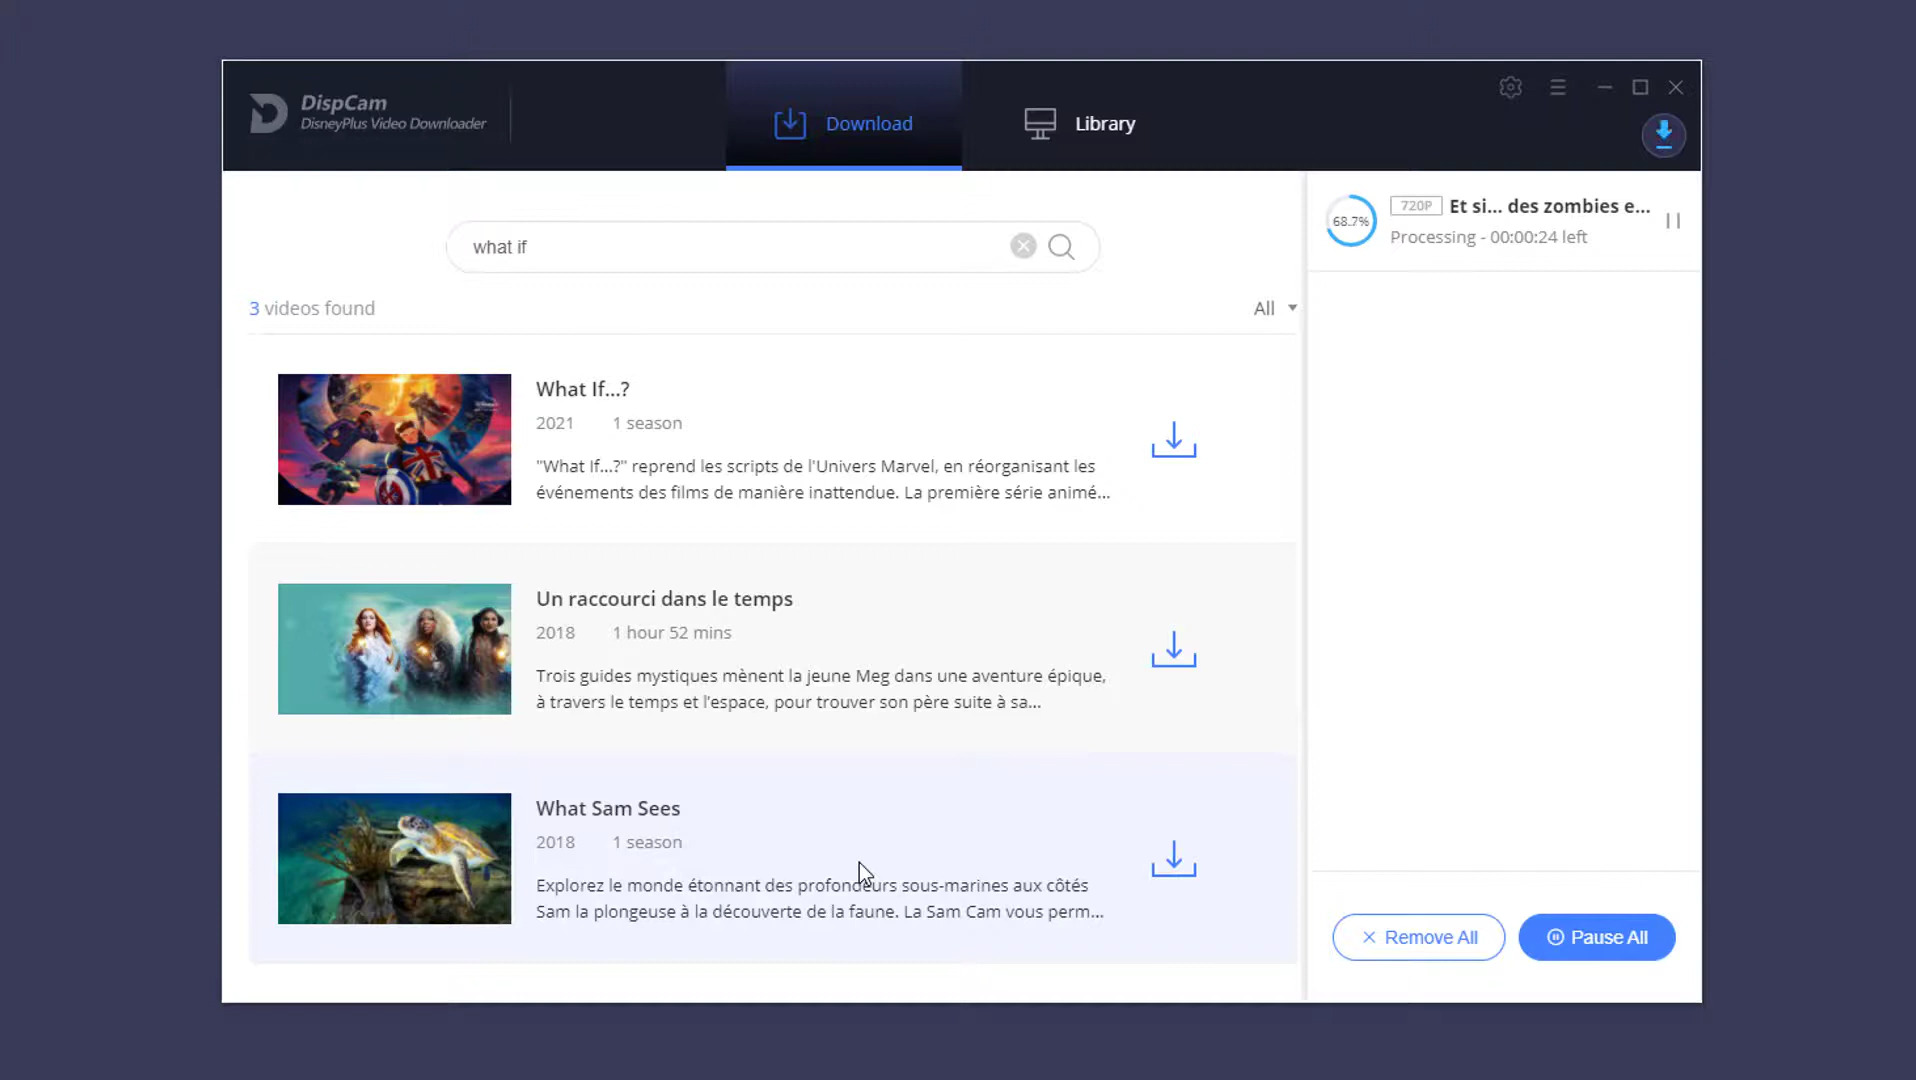 DispCam
DisneyPlus Video Downloader
Download
Library
what if
3 videos found
All
What If...?
2021 1 season
"What If...?" reprend les scripts de l'Univers Marvel, en réorganisant les
événements des films de manière inattendue. La première série animé...
Un raccourci dans le temps
2018 1 hour 52 mins
Trois guides mystiques mènent la jeune Meg dans une aventure épique,
à travers le temps et l'espace, pour trouver son père suite à sa...
What Sam Sees
2018 1 season
Explorez le monde étonnant des profondeurs sous-marines aux côtés
Sam la plongeuse à la découverte de la faune. La Sam Cam vous perm...
68.7%
720P Et si... des zombies e...
Processing - 00:00:24 left
Remove All
Pause All